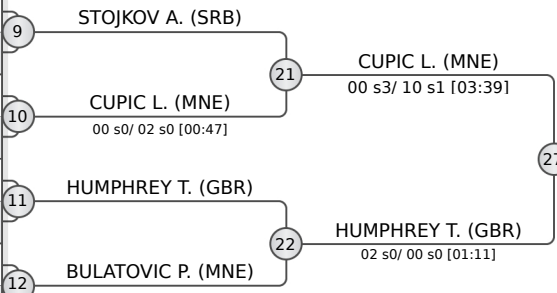 9
STOJKOV A. (SRB)
21
CUPIC L. (MNE)
00 s3/ 10 s1 [03:39]
10
CUPIC L. (MNE)
00 s0/ 02 s0 [00:47]
27
11
HUMPHREY T. (GBR)
22
HUMPHREY T. (GBR)
02 s0/ 00 s0 [01:11]
12
BULATOVIC P. (MNE)